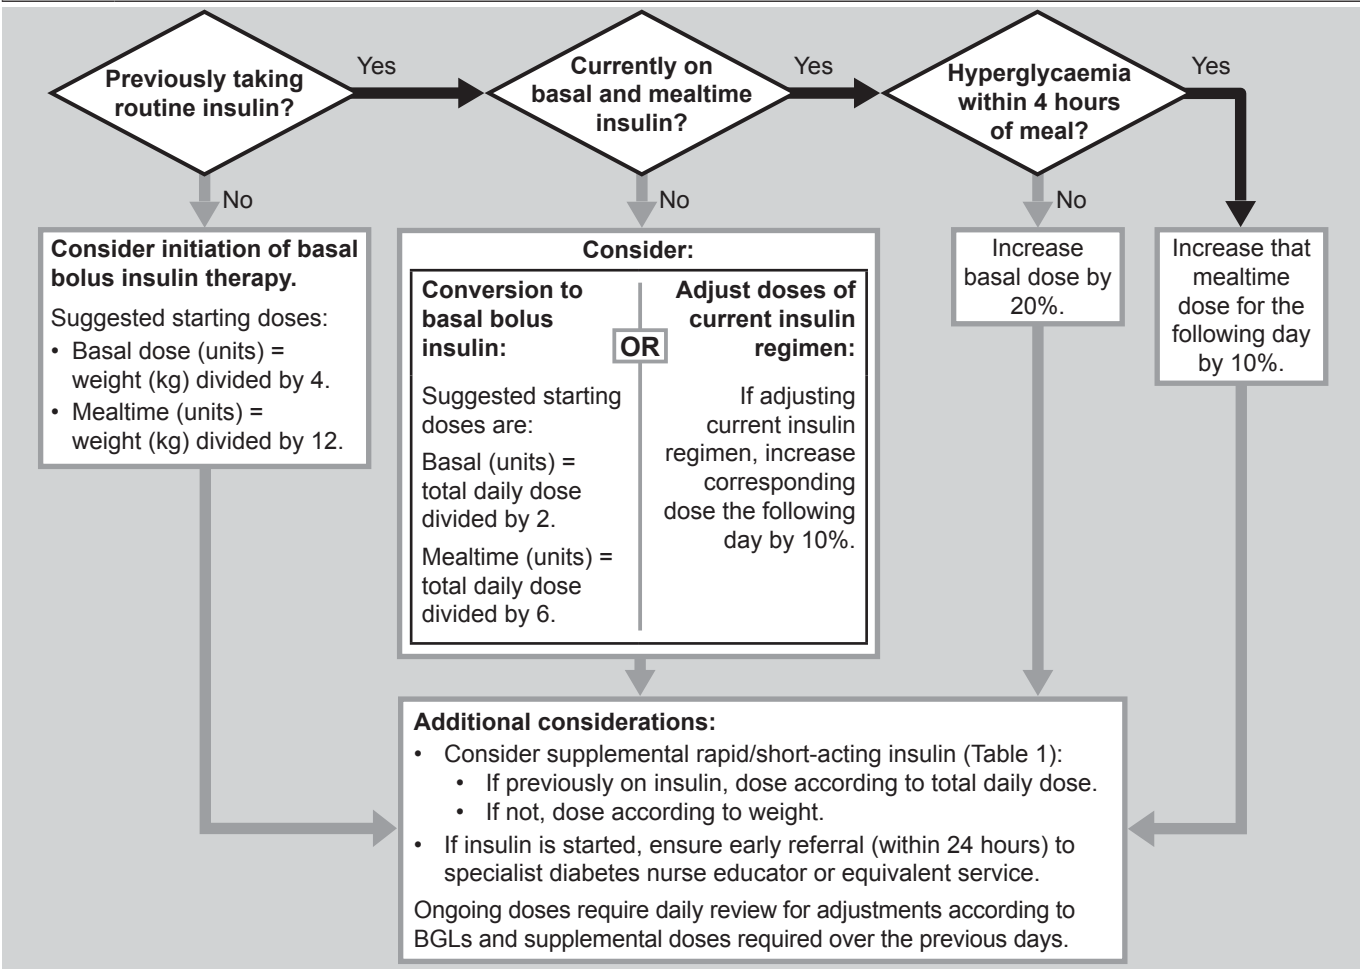 Previously taking
routine insulin?
Yes
Currently on
basal and mealtime
insulin?
Yes
Hyperglycaemia
within 4 hours
of meal?
Yes
No
No
No
Consider initiation of basal
bolus insulin therapy.
Suggested starting doses:
• Basal dose (units) =
weight (kg) divided by 4.
• Mealtime (units) =
weight (kg) divided by 12.
Consider:
Conversion to
basal bolus
insulin:
Suggested starting
doses are:
Basal (units) =
total daily dose
divided by 2.
Mealtime (units) =
total daily dose
divided by 6.
OR
Adjust doses of
current insulin
regimen:
If adjusting
current insulin
regimen, increase
corresponding
dose the following
day by 10%.
Increase
basal dose by
20%.
Increase that
mealtime
dose for the
following day
by 10%.
Additional considerations:
• Consider supplemental rapid/short-acting insulin (Table 1):
• If previously on insulin, dose according to total daily dose.
• If not, dose according to weight.
• If insulin is started, ensure early referral (within 24 hours) to
specialist diabetes nurse educator or equivalent service.
Ongoing doses require daily review for adjustments according to
BGLs and supplemental doses required over the previous days.